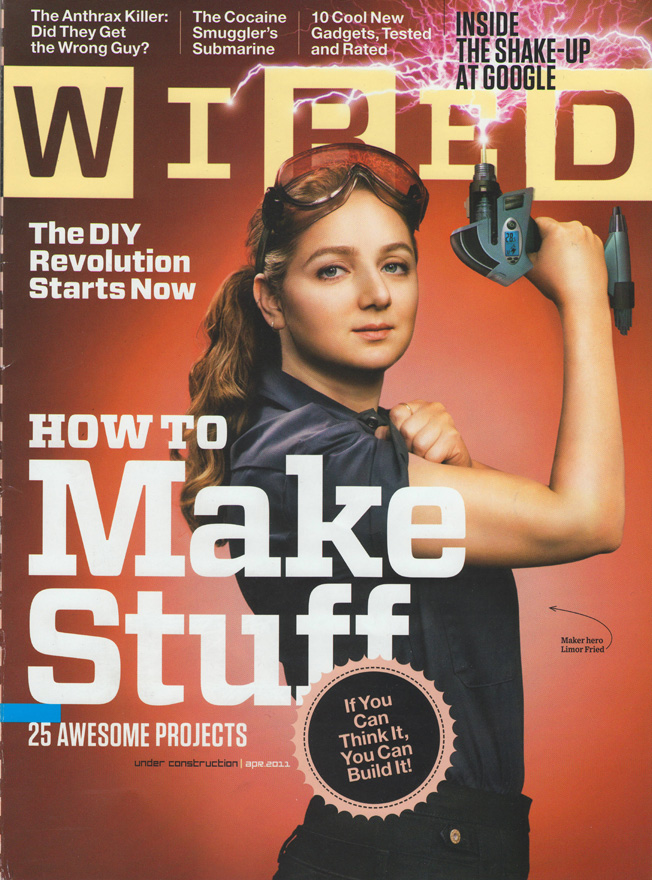 The Anthrax Killer:
Did They Get
the Wrong Guy?
The Cocaine
Smuggler's
Submarine
10 Cool New
Gadgets, Tested
and Rated
INSIDE
THE SHAKE-UP
AT GOOGLE
WIRED
The DIY
Revolution
Starts Now
28
HOW TO
Make
Stuff
Maker hero
Limor Fried
25 AWESOME PROJECTS
If You
Can
Think It,
You Can
Build It!
under construction | apr.2011